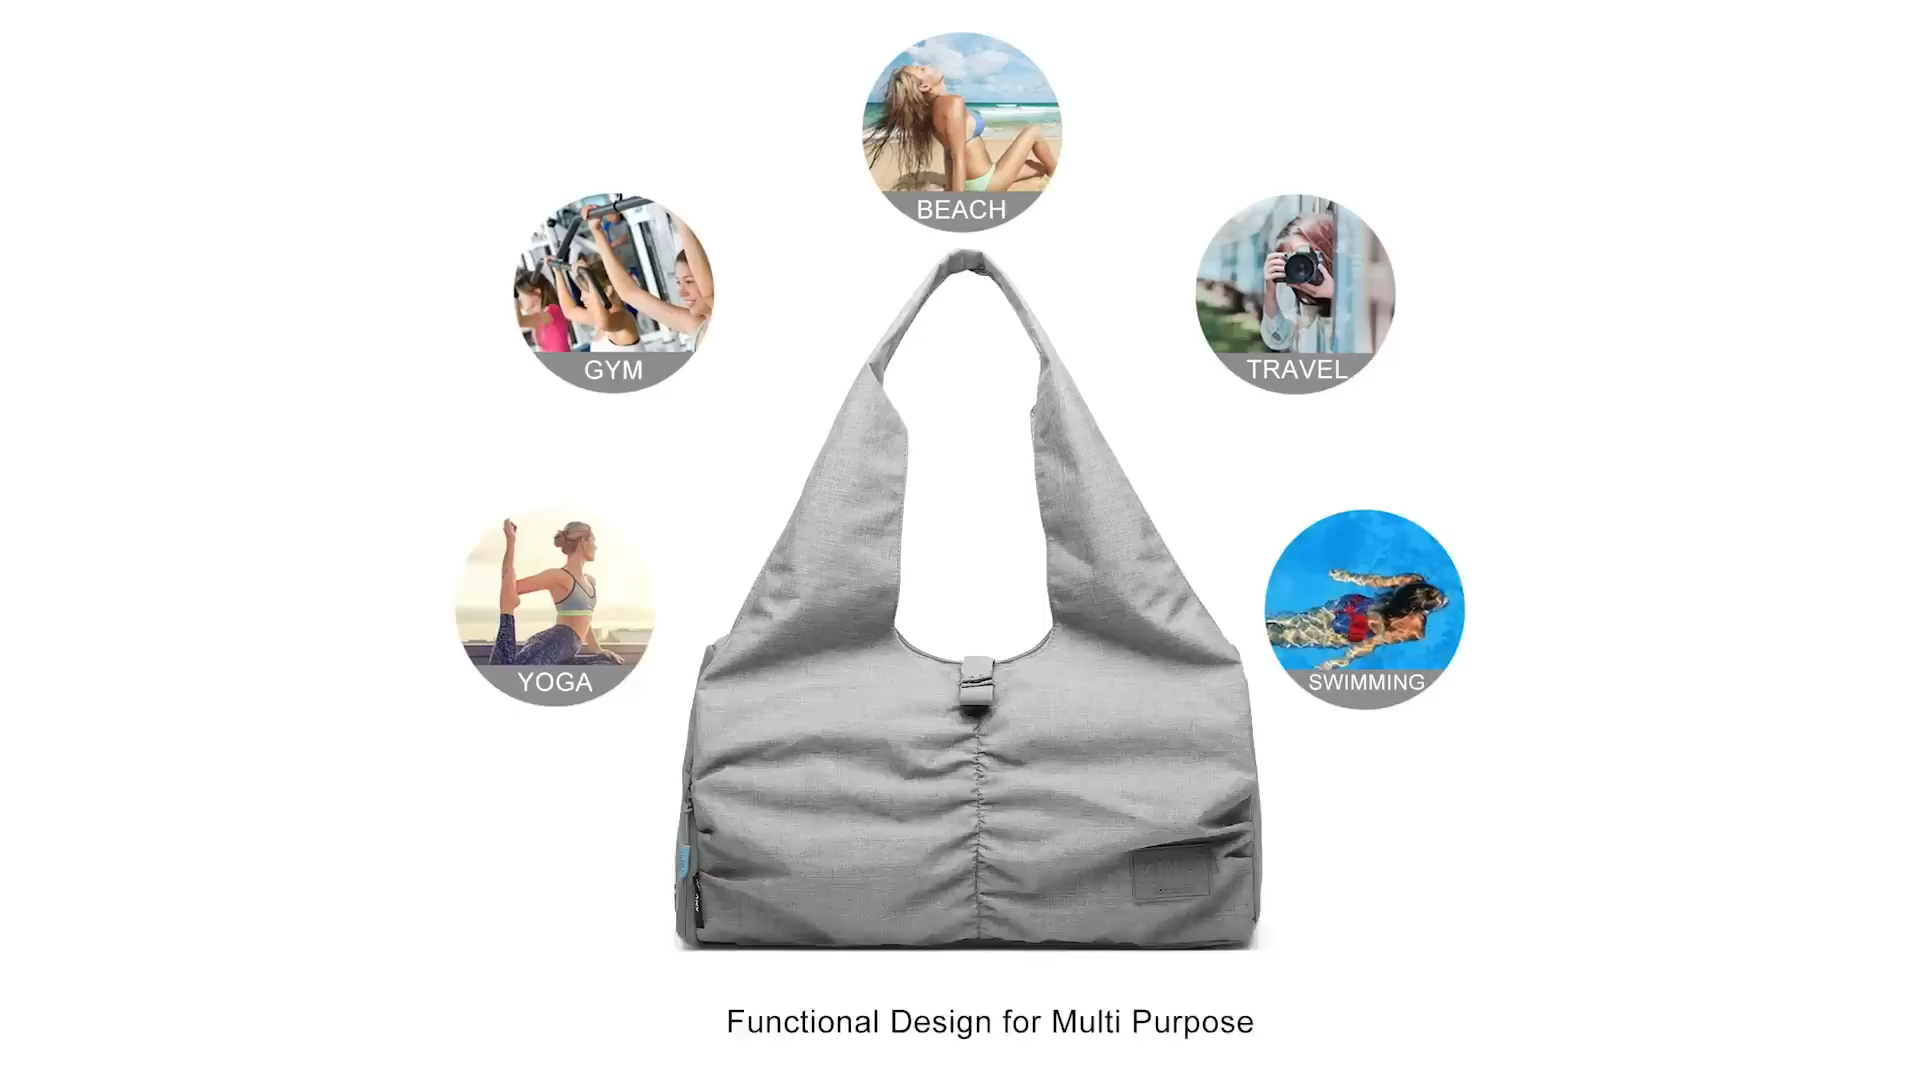 BEACH
GYM
TRAVEL
YOGA
SWIMMING
Functional Design for Multi Purpose